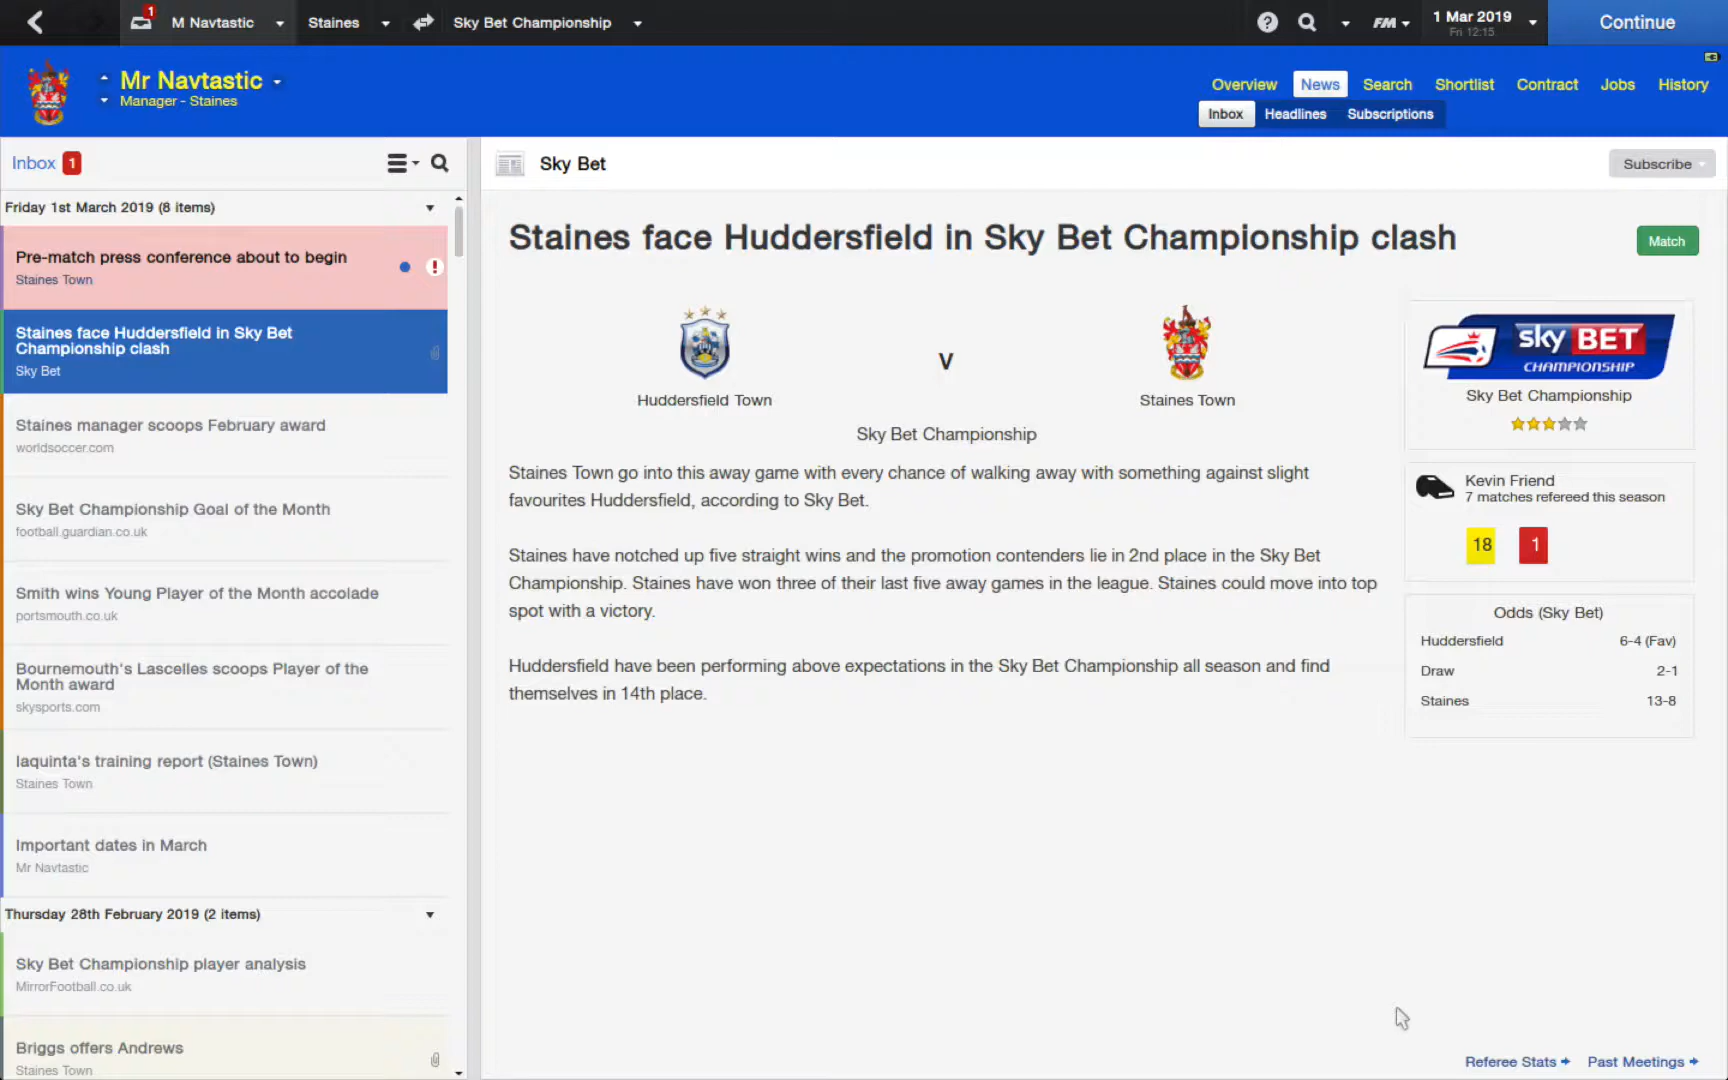 1
M Navtastic
Staines
Sky Bet Championship
?
FM
1 Mar 2019
Fri 12:15
Continue
Mr Navtastic
Manager - Staines
Overview
News
Search
Shortlist
Contract
Jobs
History
Inbox
Headlines
Subscriptions
Inbox 1
Friday 1st March 2019 (8 items)
Pre-match press conference about to begin
Staines Town
!
Staines face Huddersfield in Sky Bet
Championship clash
Sky Bet
Staines manager scoops February award
worldsoccer.com
Sky Bet Championship Goal of the Month
football.guardian.co.uk
Smith wins Young Player of the Month accolade
portsmouth.co.uk
Bournemouth's Lascelles scoops Player of the
Month award
skysports.com
Iaquinta's training report (Staines Town)
Staines Town
Important dates in March
Mr Navtastic
Thursday 28th February 2019 (2 items)
Sky Bet Championship player analysis
MirrorFootball.co.uk
Briggs offers Andrews
Staines Town
Sky Bet
Subscribe
Staines face Huddersfield in Sky Bet Championship clash
Match
Huddersfield Town
V
Staines Town
Sky Bet Championship
Staines Town go into this away game with every chance of walking away with something against slight
favourites Huddersfield, according to Sky Bet.
Staines have notched up five straight wins and the promotion contenders lie in 2nd place in the Sky Bet
Championship. Staines have won three of their last five away games in the league. Staines could move into top
spot with a victory.
Huddersfield have been performing above expectations in the Sky Bet Championship all season and find
themselves in 14th place.
sky BET
CHAMPIONSHIP
Sky Bet Championship
Kevin Friend
7 matches refereed this season
18
1
Odds (Sky Bet)
Huddersfield 6-4 (Fav)
Draw 2-1
Staines 13-8
Referee Stats
Past Meetings